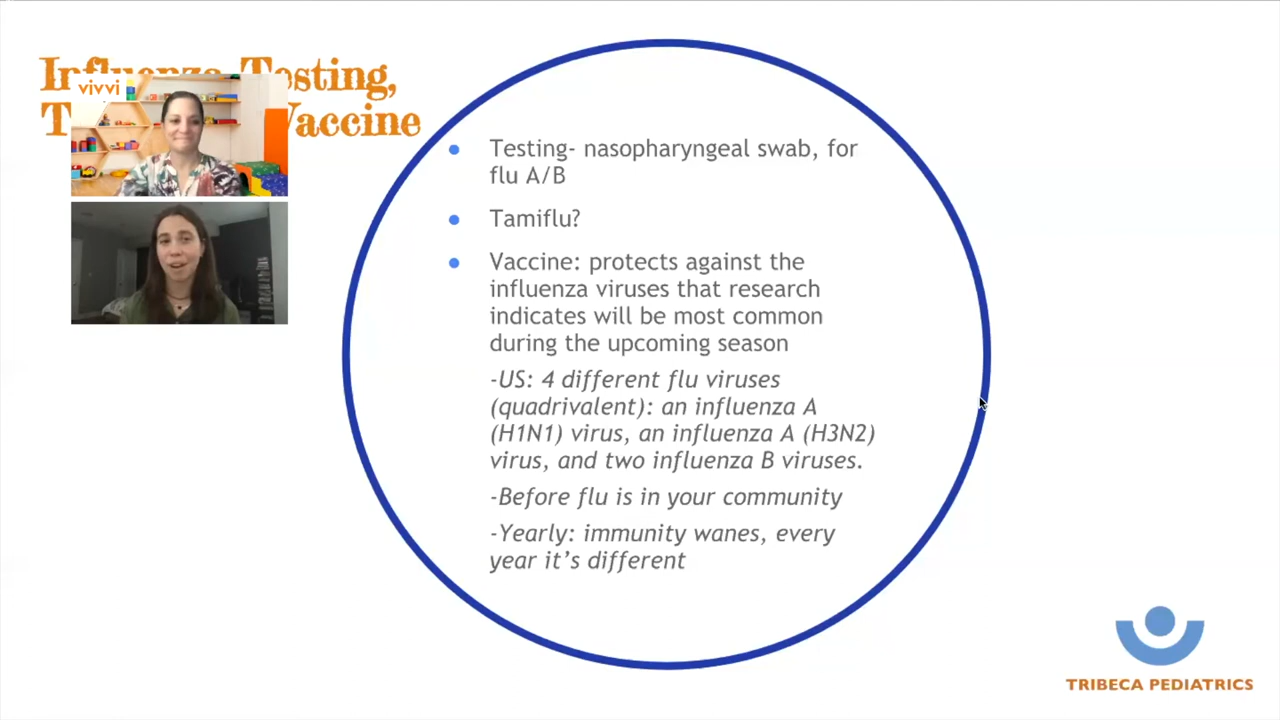 Influenza Testing,
Vaccine
vivvi
Testing- nasopharyngeal swab, for
flu A/B
Tamiflu?
Vaccine: protects against the
influenza viruses that research
indicates will be most common
during the upcoming season
-US: 4 different flu viruses
(quadrivalent): an influenza A
(H1N1) virus, an influenza A (H3N2)
virus, and two influenza B viruses.
-Before flu is in your community
-Yearly: immunity wanes, every
year it’s different
TRIBECA PEDIATRICS